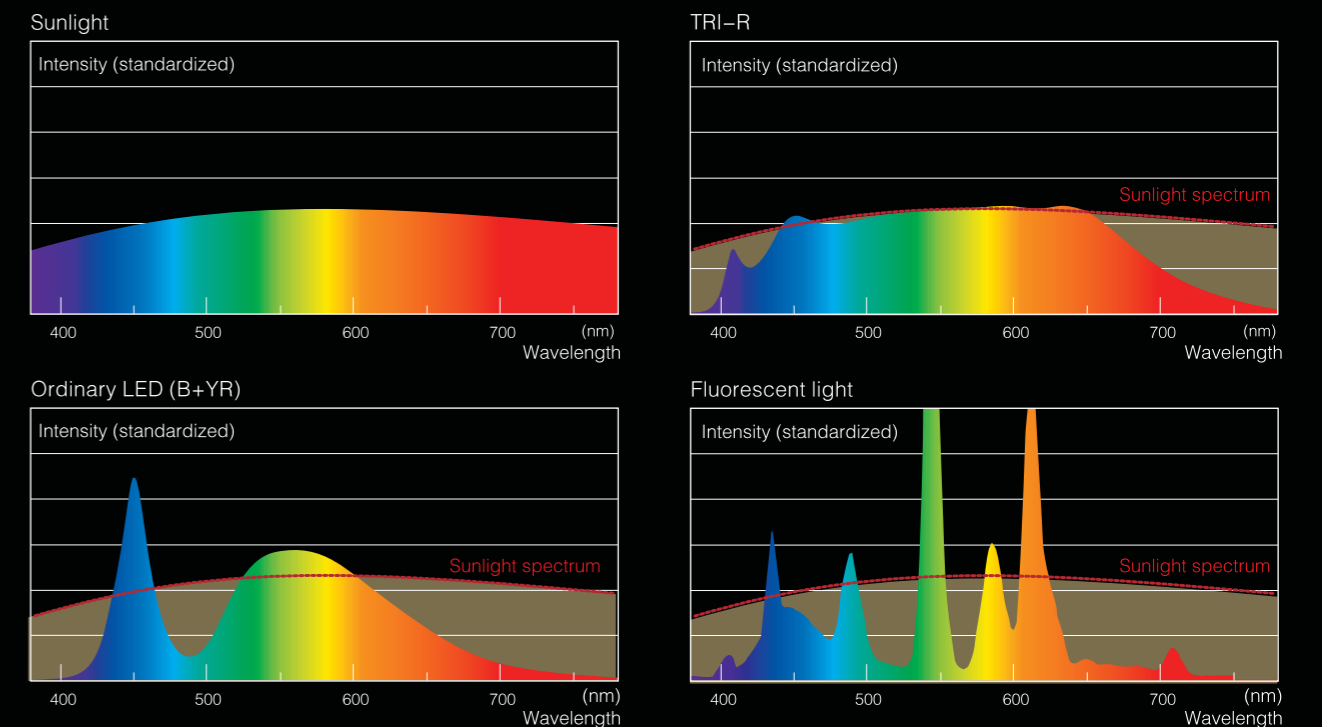 Sunlight
Intensity (standardized)
400 500 600 700 (nm)
Wavelength
TRI–R
Intensity (standardized)
Sunlight spectrum
400 500 600 700 (nm)
Wavelength
Ordinary LED (B+YR)
Intensity (standardized)
Sunlight spectrum
400 500 600 700 (nm)
Wavelength
Fluorescent light
Intensity (standardized)
Sunlight spectrum
400 500 600 700 (nm)
Wavelength